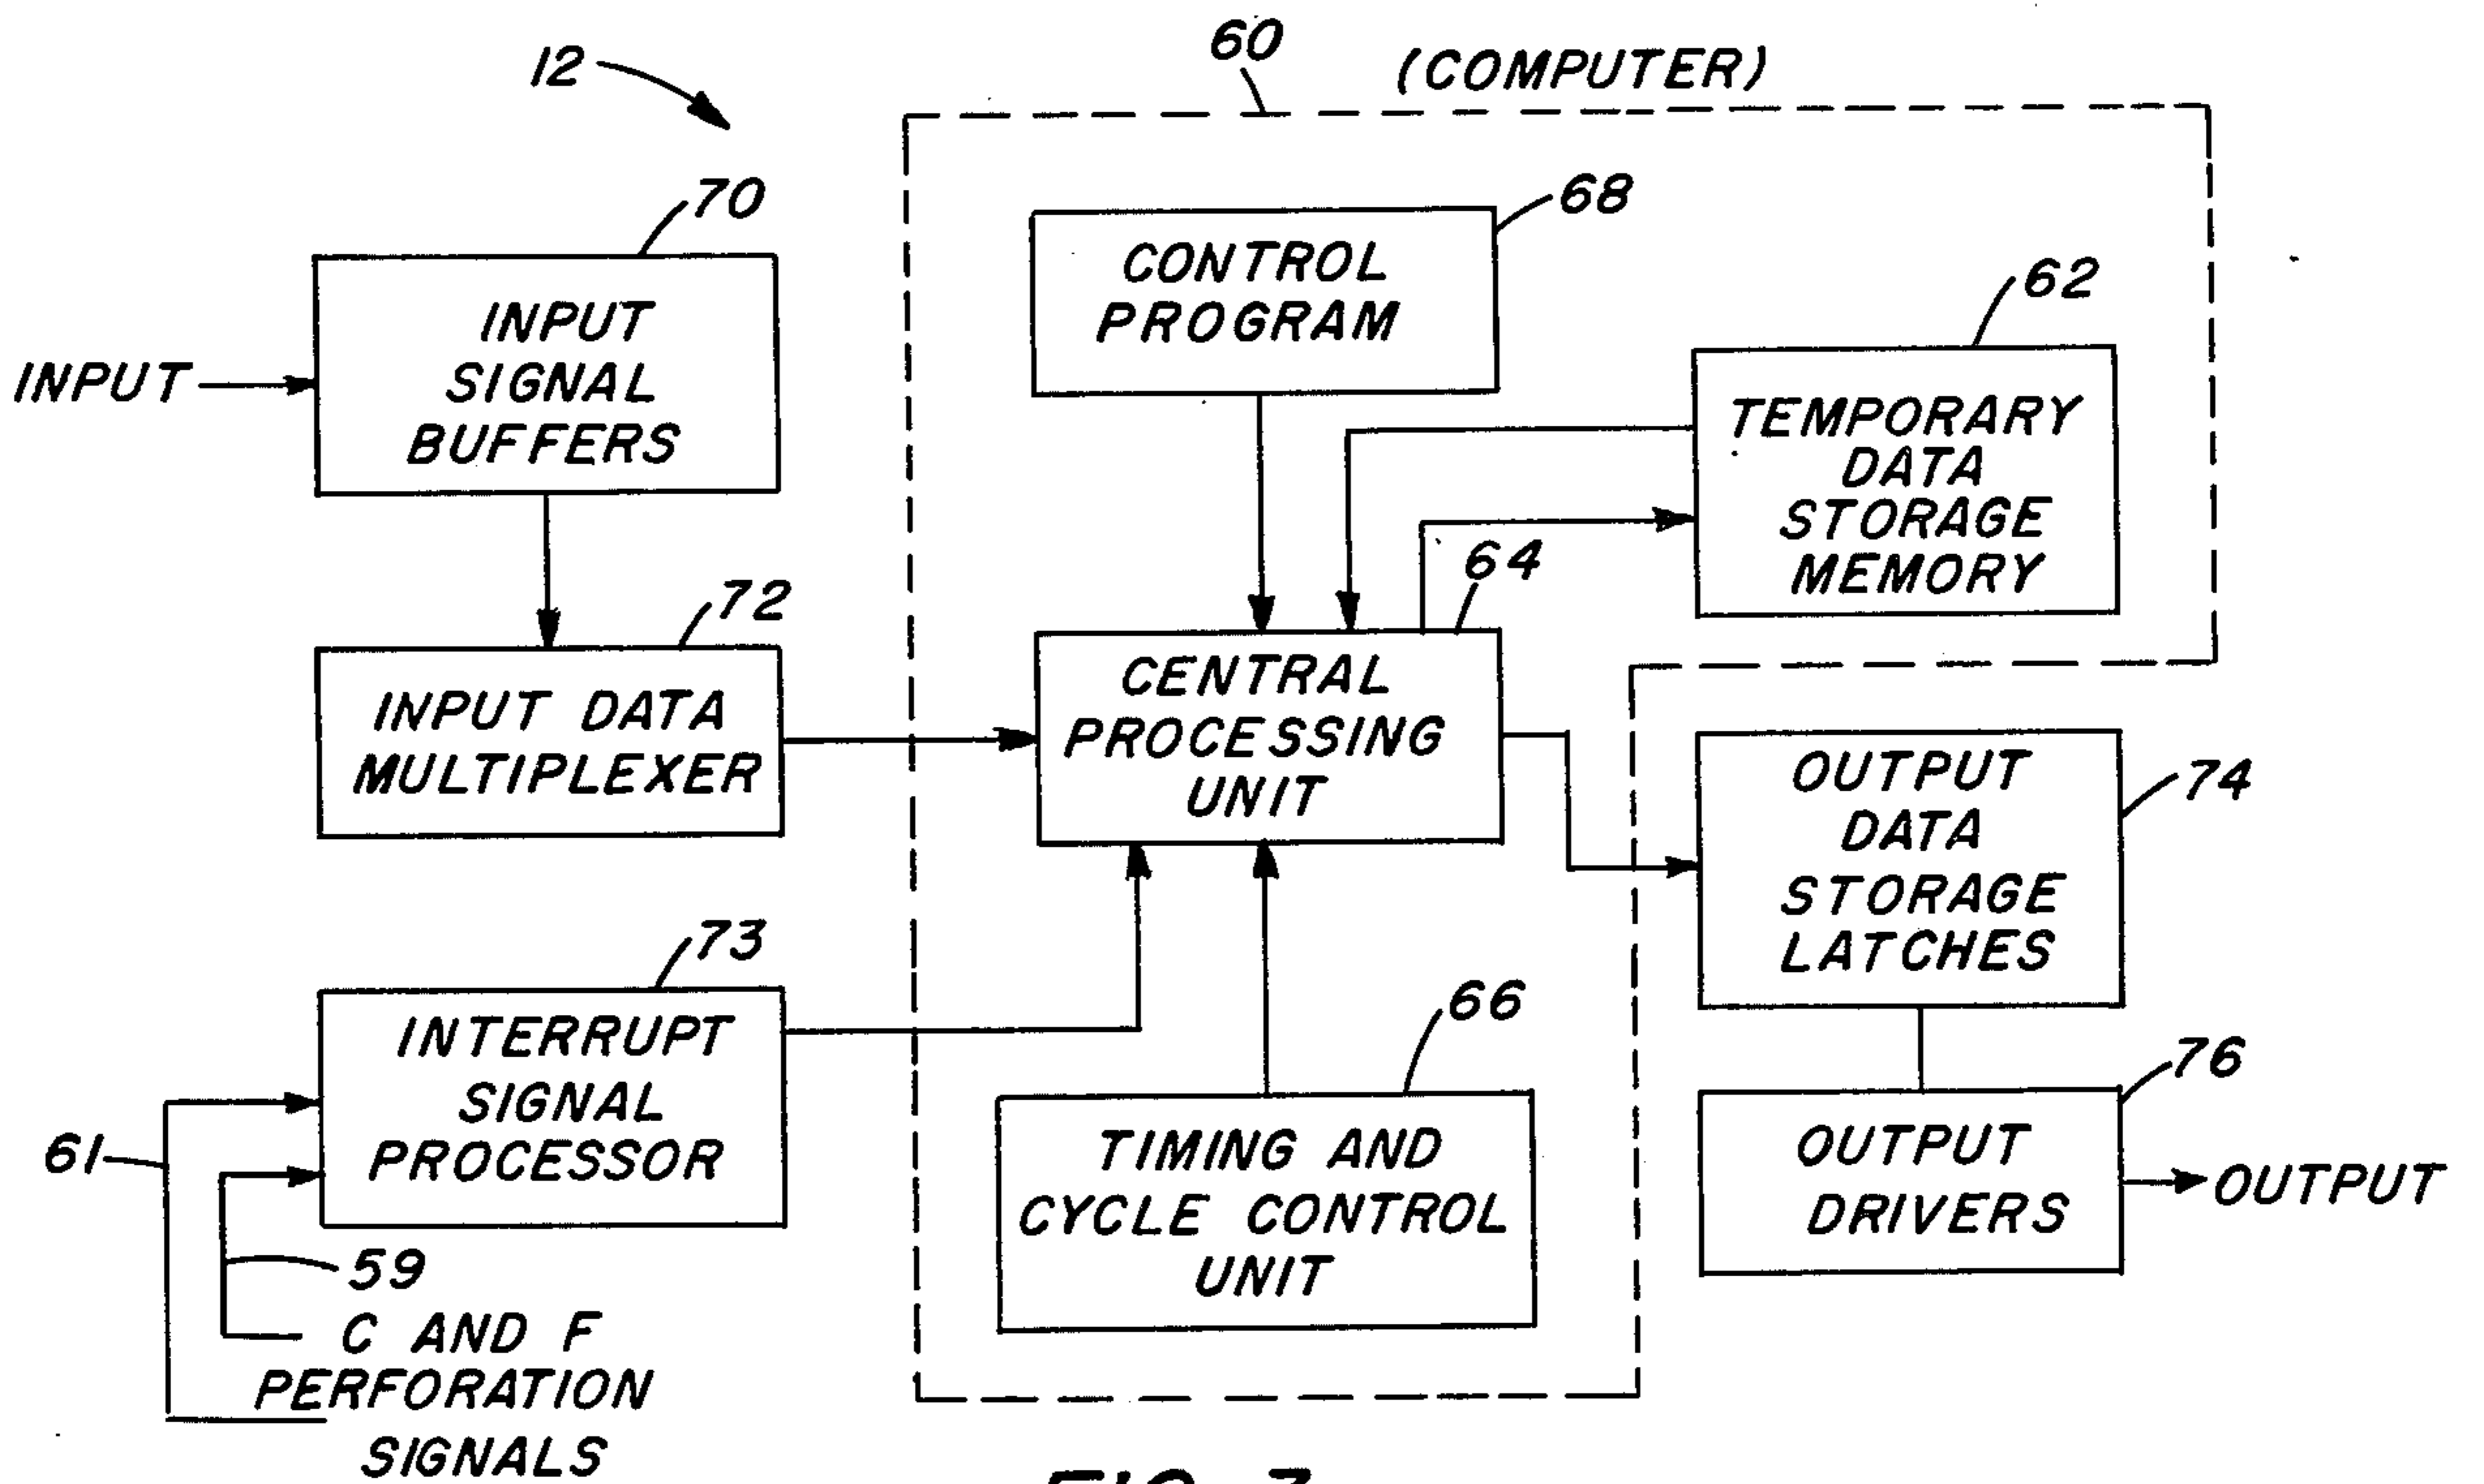 12
60
(COMPUTER)
70
INPUT
SIGNAL
BUFFERS
INPUT
68
CONTROL
PROGRAM
62
TEMPORARY
DATA
STORAGE
MEMORY
72
INPUT DATA
MULTIPLEXER
64
CENTRAL
PROCESSING
UNIT
74
OUTPUT
DATA
STORAGE
LATCHES
73
INTERRUPT
SIGNAL
PROCESSOR
61
59
C AND F
PERFORATION
SIGNALS
66
TIMING AND
CYCLE CONTROL
UNIT
76
OUTPUT
DRIVERS
OUTPUT